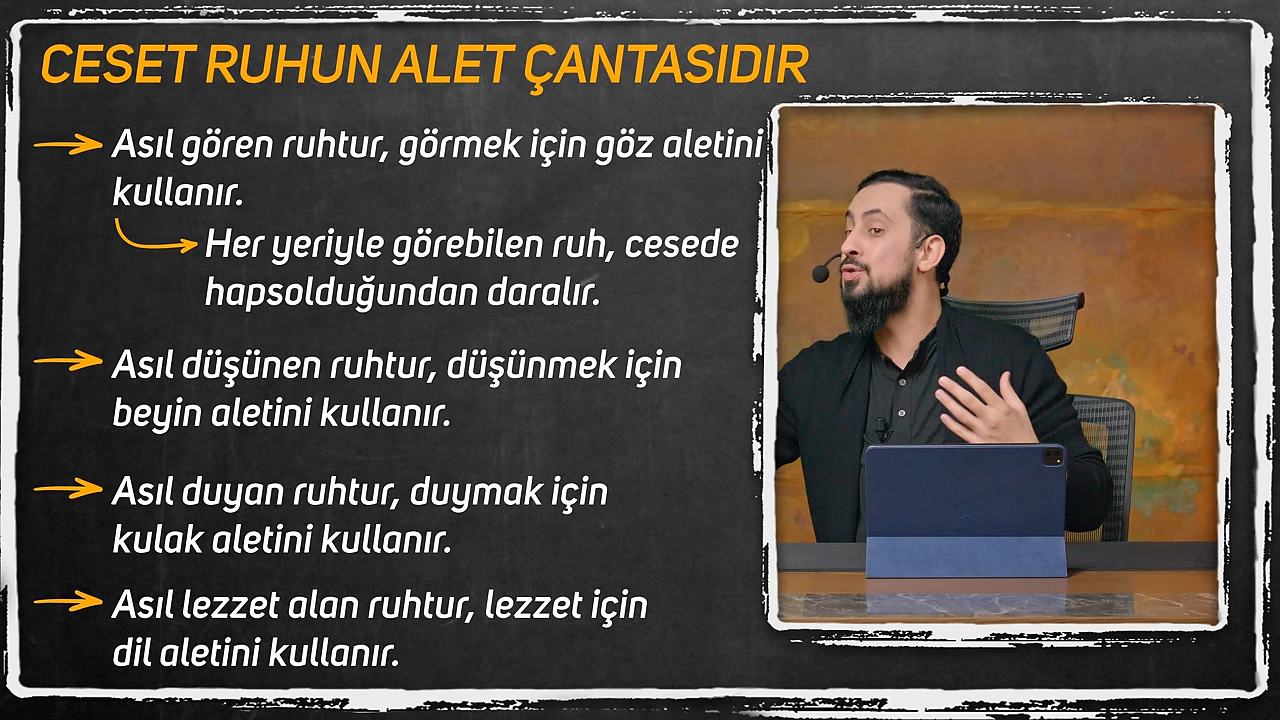 CESET RUHUN ALET ÇANTASIDIR
Asıl gören ruhtur, görmek için göz aletini
kullanır.
Her yeriyle görebilen ruh, cesede
hapsolduğundan daralır.
Asıl düşünen ruhtur, düşünmek için
beyin aletini kullanır.
Asıl duyan ruhtur, duymak için
kulak aletini kullanır.
Asıl lezzet alan ruhtur, lezzet için
dil aletini kullanır.